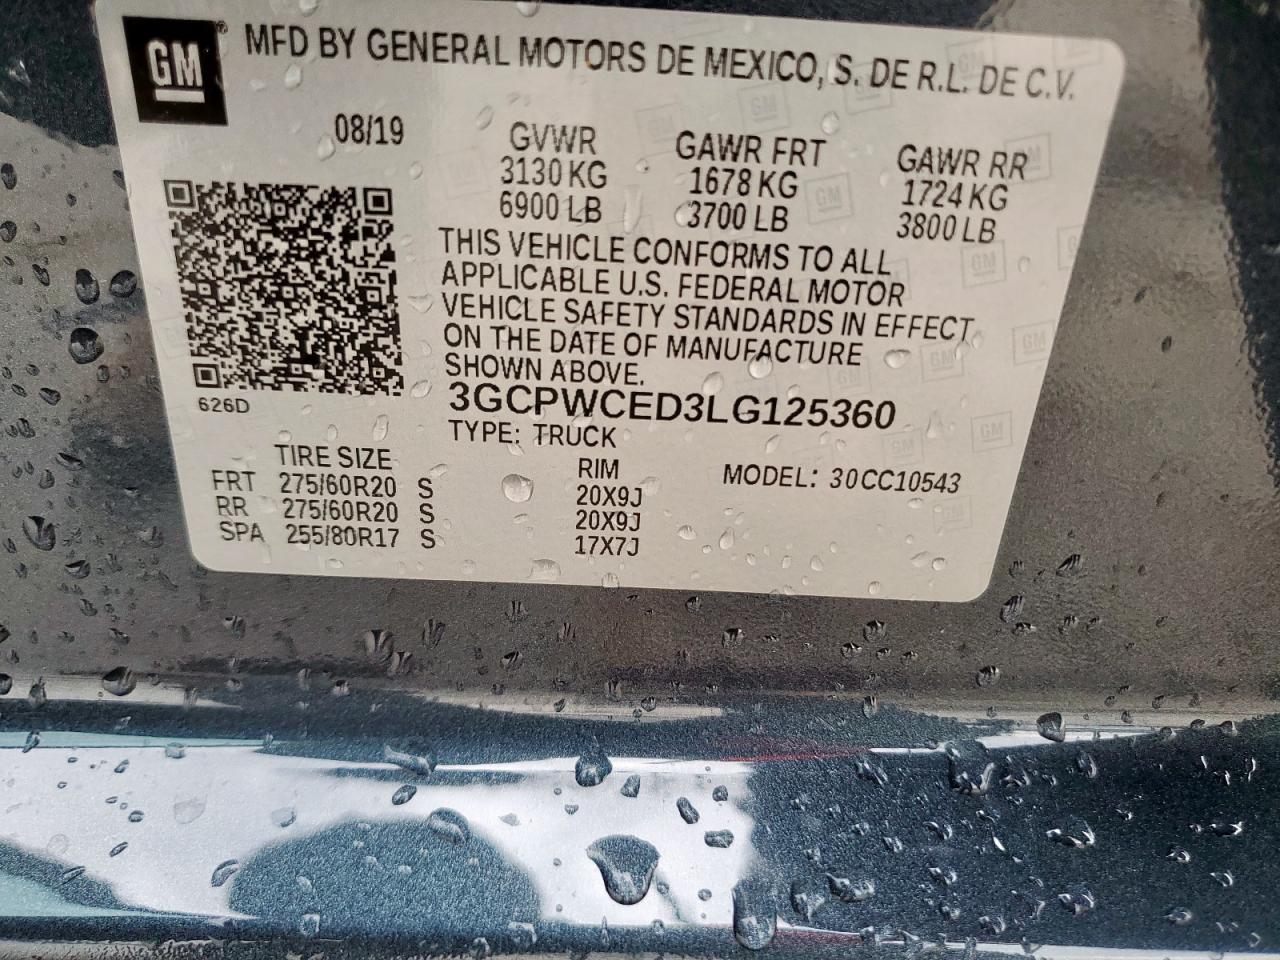 GM MFD BY GENERAL MOTORS DE MEXICO, S. DE R.L. DE C.V.
08/19 GVWR GAWR FRT GAWR RR
3130 KG 1678 KG 1724 KG
6900 LB 3700 LB 3800 LB
THIS VEHICLE CONFORMS TO ALL
APPLICABLE U.S. FEDERAL MOTOR
VEHICLE SAFETY STANDARDS IN EFFECT
ON THE DATE OF MANUFACTURE
SHOWN ABOVE.
626D
3GCPWCED3LG125360
TYPE: TRUCK
TIRE SIZE RIM MODEL: 30CC10543
FRT 275/60R20 S 20X9J
RR 275/60R20 S 20X9J
SPA 255/80R17 S 17X7J